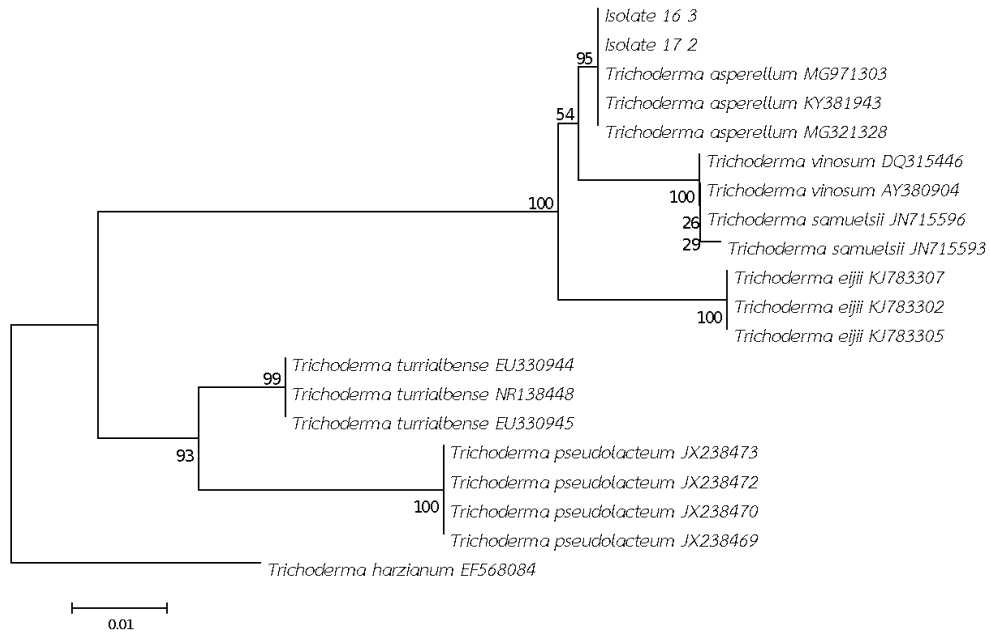 Isolate 16 3
Isolate 17 2
95
Trichoderma asperellum MG971303
Trichoderma asperellum KY381943
54
Trichoderma asperellum MG321328
Trichoderma vinosum DQ315446
100
Trichoderma vinosum AY380904
100
26
Trichoderma samuelsii JN715596
29
Trichoderma samuelsii JN715593
Trichoderma eijii KJ783307
Trichoderma eijii KJ783302
100
Trichoderma eijii KJ783305
Trichoderma turrialbense EU330944
99
Trichoderma turrialbense NR138448
Trichoderma turrialbense EU330945
93
Trichoderma pseudolacteum JX238473
Trichoderma pseudolacteum JX238472
100
Trichoderma pseudolacteum JX238470
Trichoderma pseudolacteum JX238469
Trichoderma harzianum EF568084
0.01